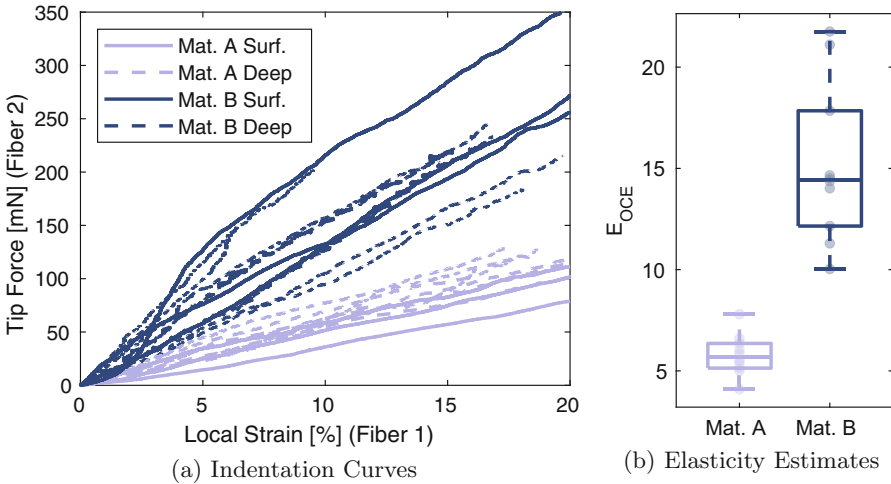 350
300
250
200
150
100
50
0
Tip Force [mN] (Fiber 2)
Mat. A Surf.
Mat. A Deep
Mat. B Surf.
Mat. B Deep
0 5 10 15 20
Local Strain [%] (Fiber 1)
(a) Indentation Curves
20
15
10
5
E_OCE
Mat. A Mat. B
(b) Elasticity Estimates